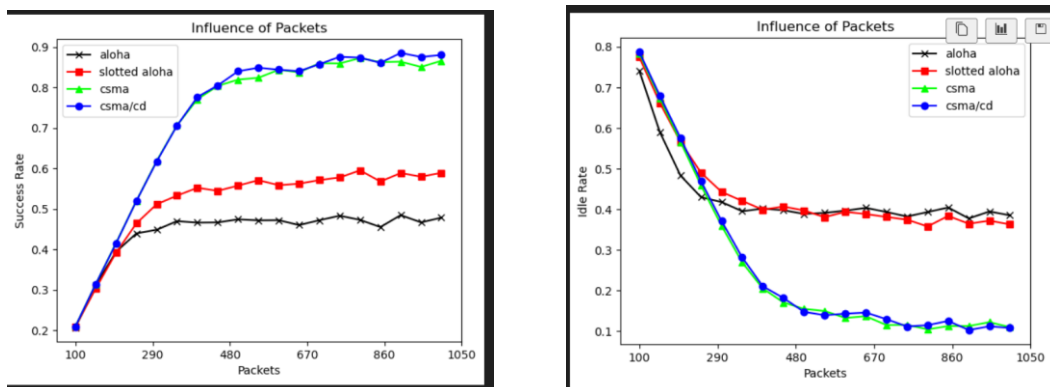 Influence of Packets
0.9
0.8
0.7
0.6
0.5
0.4
0.3
0.2
Success Rate
aloha
slotted aloha
csma
csma/cd
100 290 480 670 860 1050
Packets
Influence of Packets
0.8
0.7
0.6
0.5
0.4
0.3
0.2
0.1
Idle Rate
aloha
slotted aloha
csma
csma/cd
100 290 480 670 860 1050
Packets